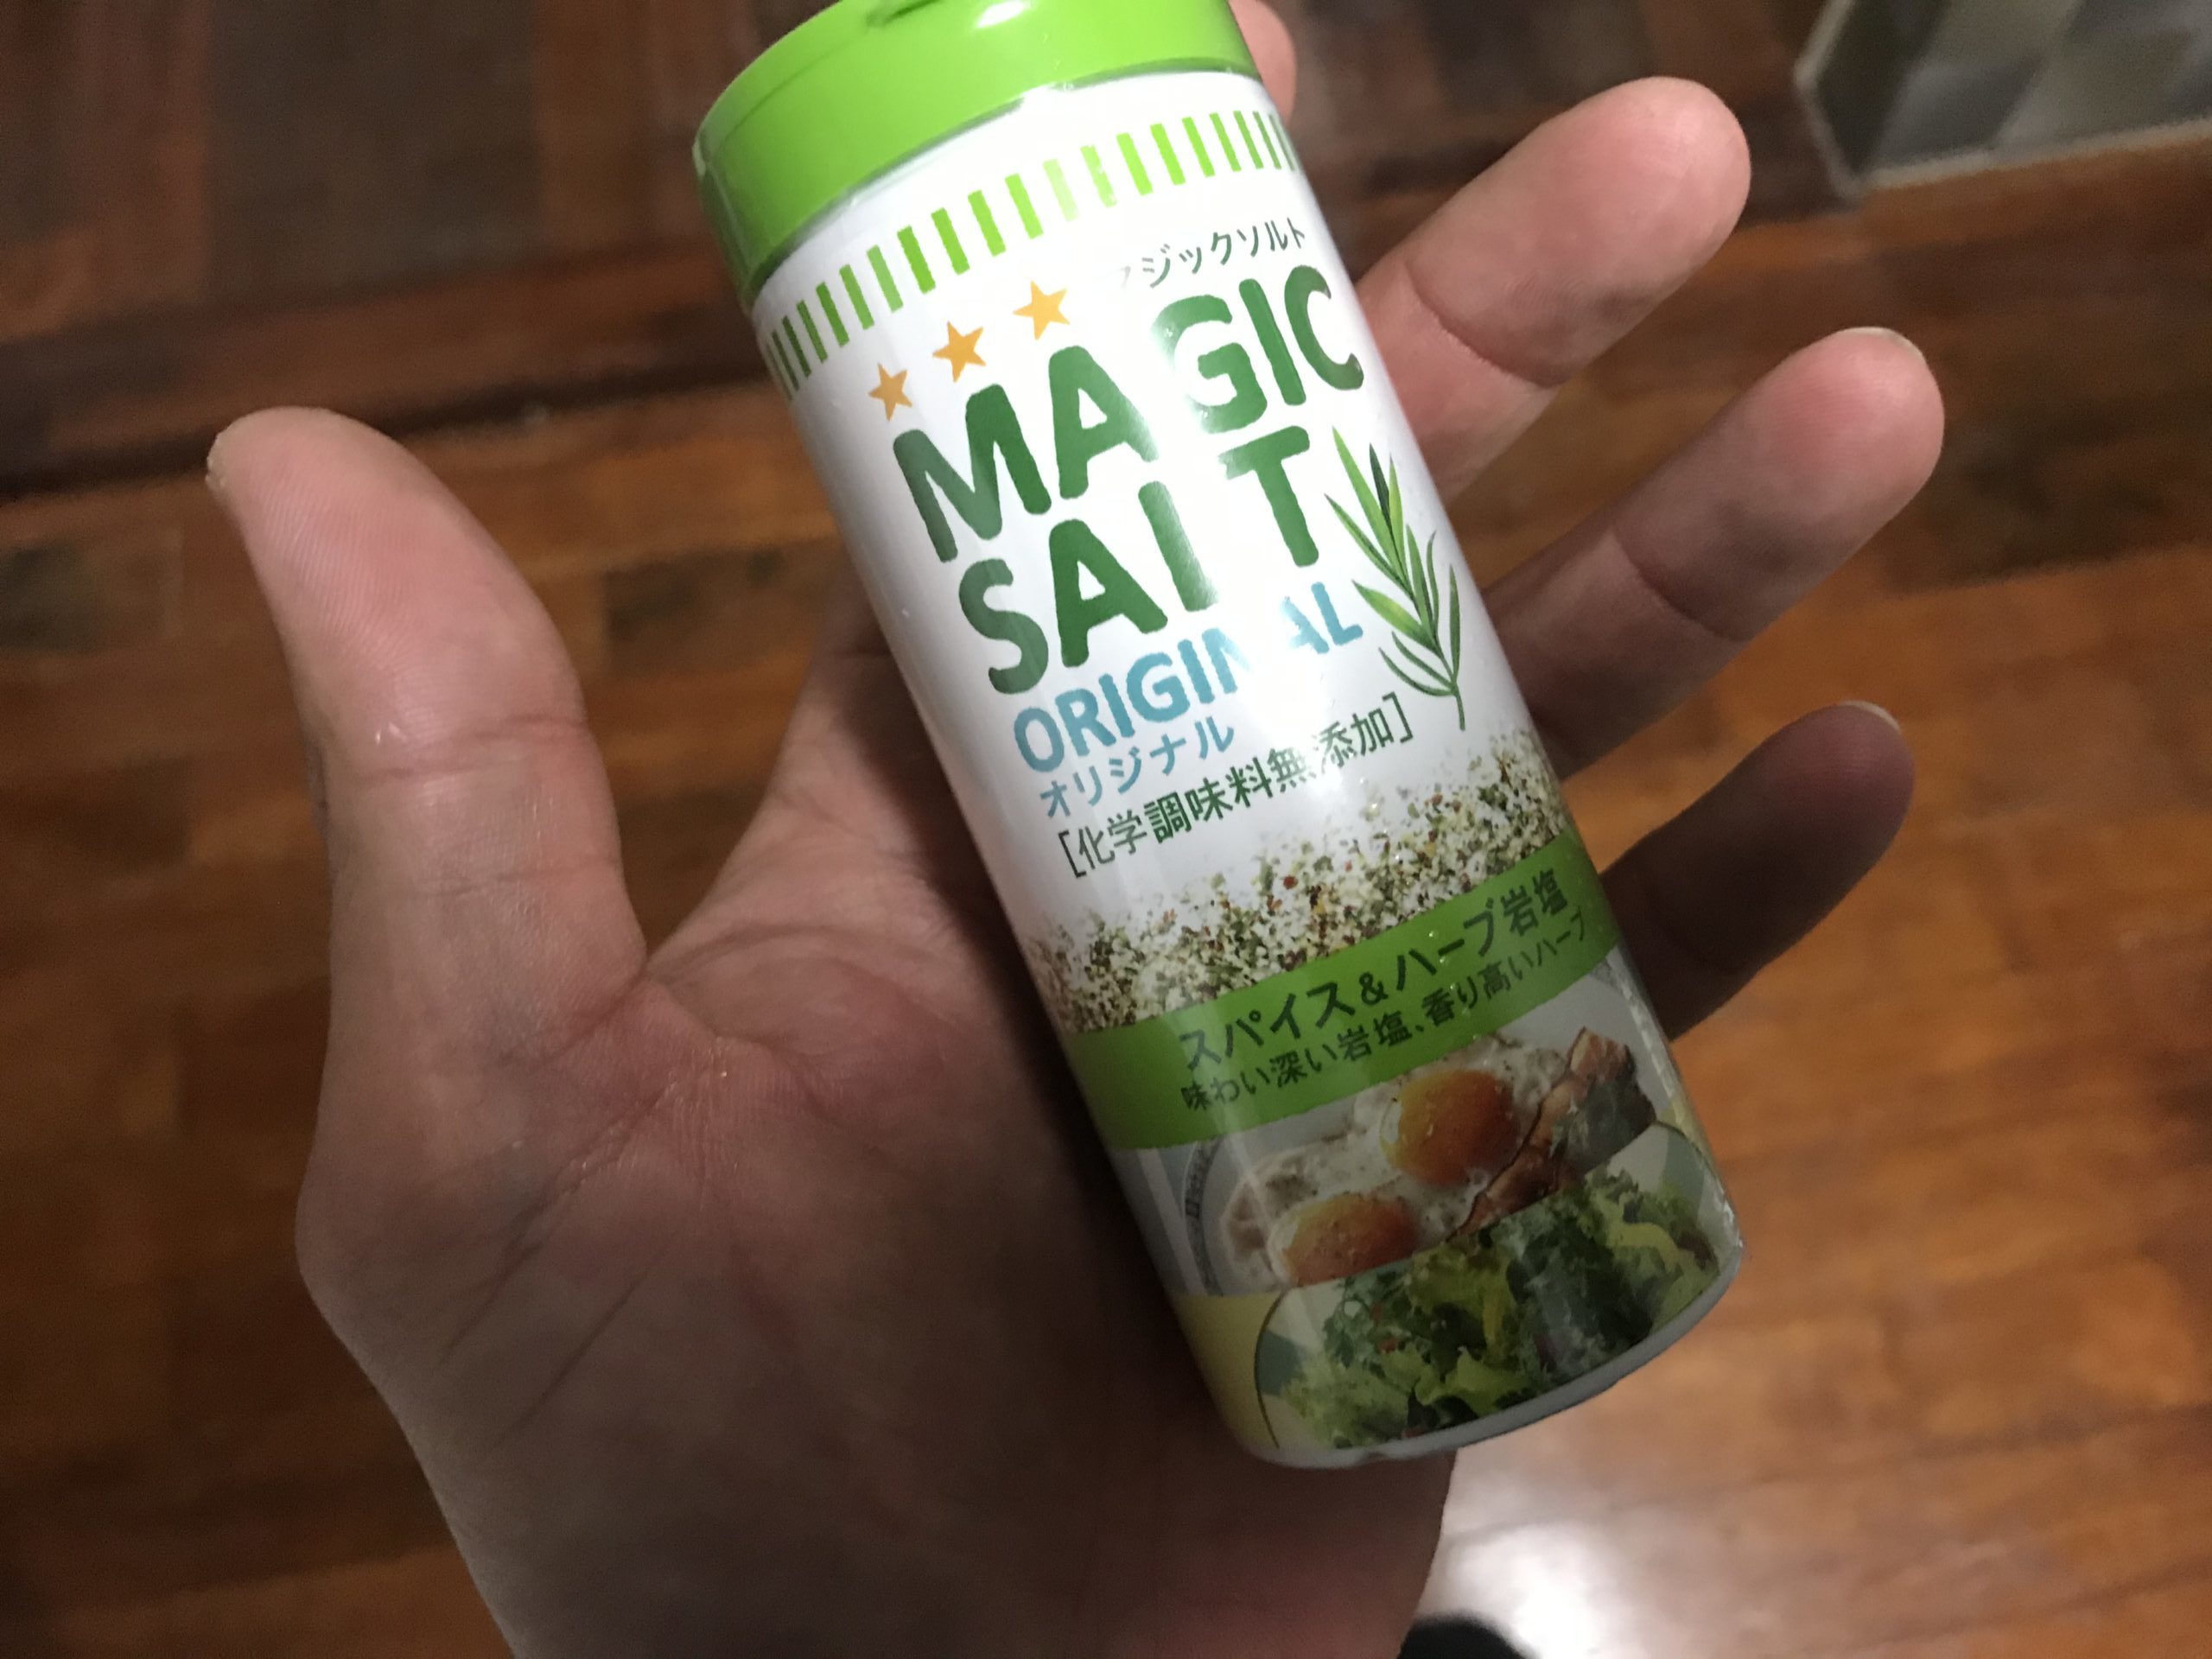 マジックソルト
MAGIC
SALT
ORIGINAL
オリジナル
[化学調味料無添加]
スパイス&ハーブ岩塩
味わい深い岩塩、香り高いハーブ